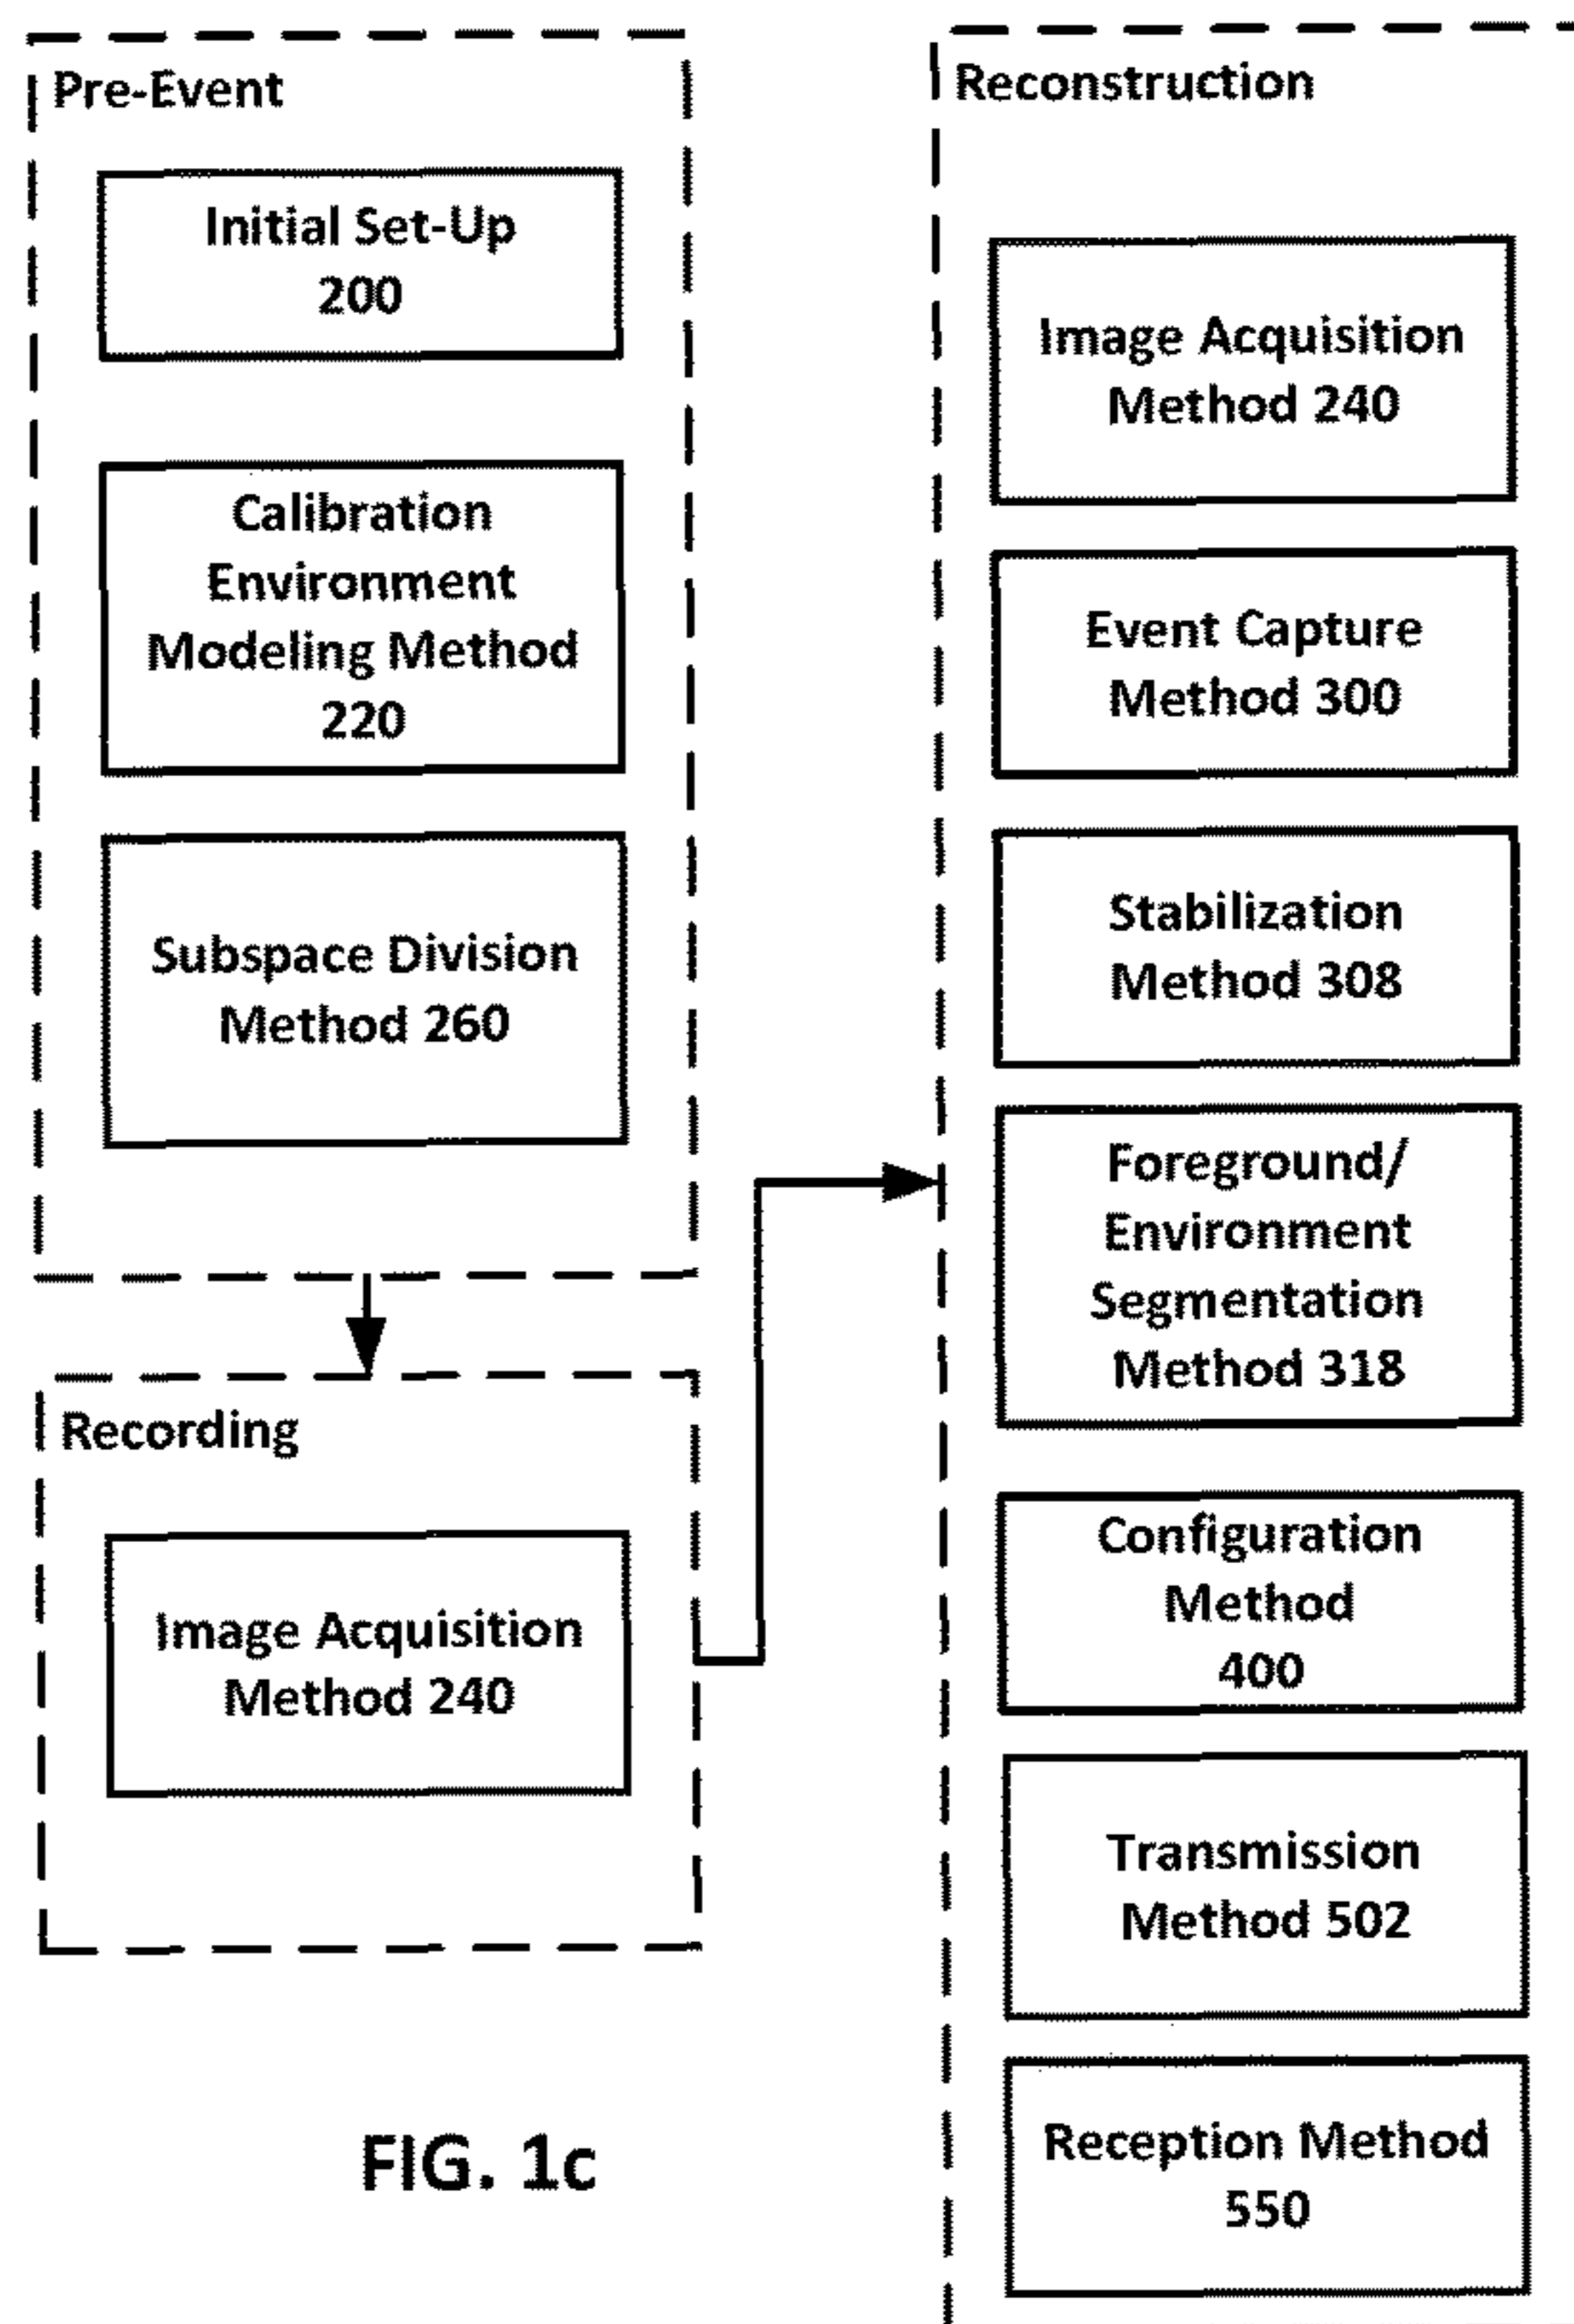 Pre-Event
Initial Set-Up
200
Calibration
Environment
Modeling Method
220
Subspace Division
Method 260
Recording
Image Acquisition
Method 240
Reconstruction
Image Acquisition
Method 240
Event Capture
Method 300
Stabilization
Method 308
Foreground/
Environment
Segmentation
Method 318
Configuration
Method
400
Transmission
Method 502
Reception Method
550
FIG. 1c